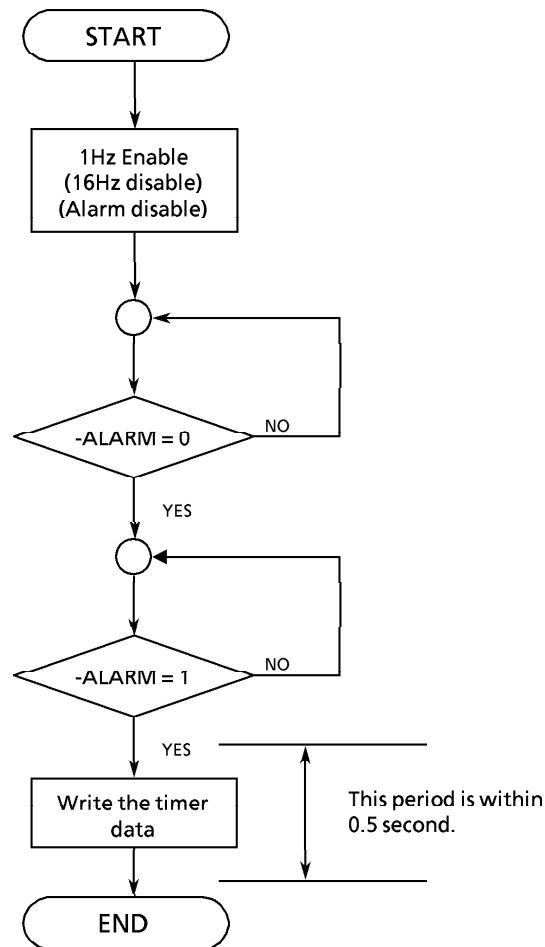 START
1Hz Enable
(16Hz disable)
(Alarm disable)
-ALARM = 0
NO
YES
-ALARM = 1
NO
YES
Write the timer
data
This period is within
0.5 second.
END